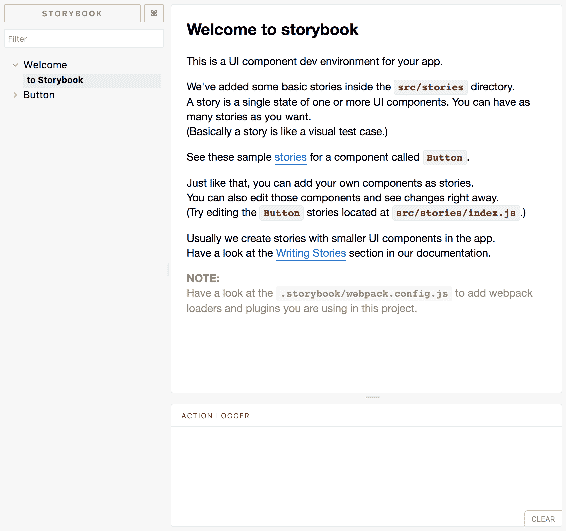 STORYBOOK
⌘
Filter
Welcome
to Storybook
Button
Welcome to storybook
This is a UI component dev environment for your app.
We've added some basic stories inside the src/stories directory.
A story is a single state of one or more UI components. You can have as
many stories as you want.
(Basically a story is like a visual test case.)
See these sample stories for a component called Button.
Just like that, you can add your own components as stories.
You can also edit those components and see changes right away.
(Try editing the Button stories located at src/stories/index.js.)
Usually we create stories with smaller UI components in the app.
Have a look at the Writing Stories section in our documentation.
NOTE:
Have a look at the .storybook/webpack.config.js to add webpack
loaders and plugins you are using in this project.
ACTION LOGGER
CLEAR